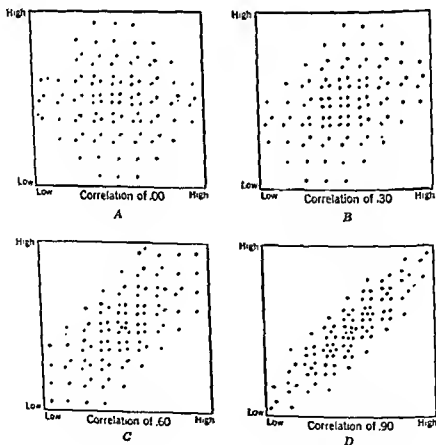 High
High
Low
Low
Low Correlation of .00 High
Low Correlation of .30 High
A
B
High
High
Low
Low
Low Correlation of .60 High
Low Correlation of .90 High
C
D